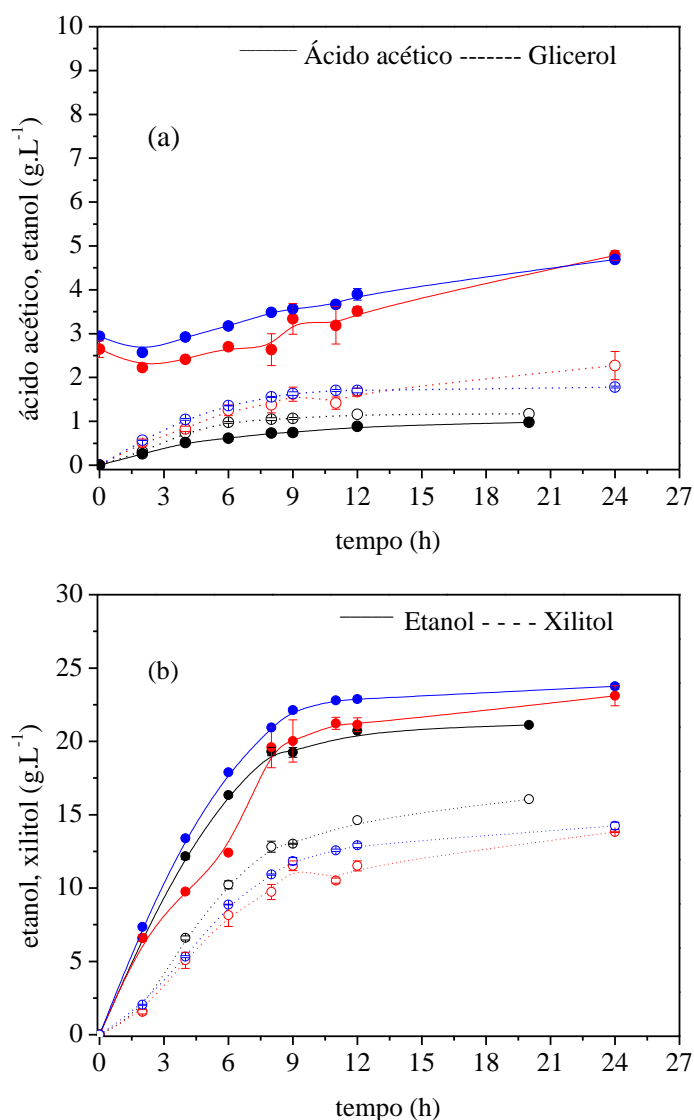 10
9
8
7
6
5
4
3
2
1
0
Ácido acético ------- Glicerol
(a)
ácido acético, etanol (g.L⁻¹)
0 3 6 9 12 15 18 21 24 27
tempo (h)
30
25
20
15
10
5
0
Etanol - - - - Xilitol
(b)
etanol, xilitol (g.L⁻¹)
0 3 6 9 12 15 18 21 24 27
tempo (h)